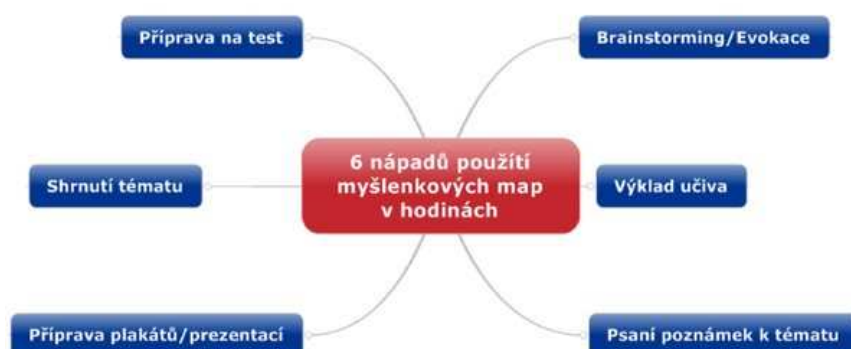 Příprava na test
Brainstorming/Evokace
6 nápadů použítí
myšlenkových map
v hodinách
Shrnutí tématu
Výklad učiva
Příprava plakátů/prezentací
Psaní poznámek k tématu